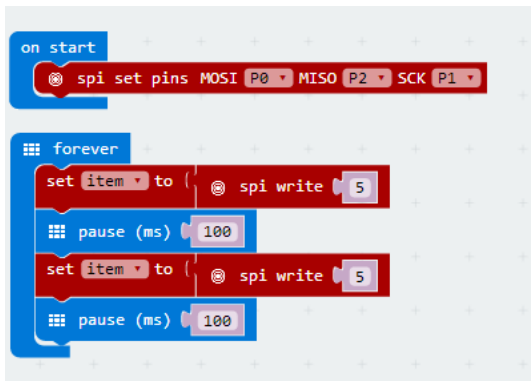 on start
spi set pins MOSI P0 MISO P2 SCK P1
forever
set item to ( spi write 5
pause (ms) 100
set item to ( spi write 5
pause (ms) 100